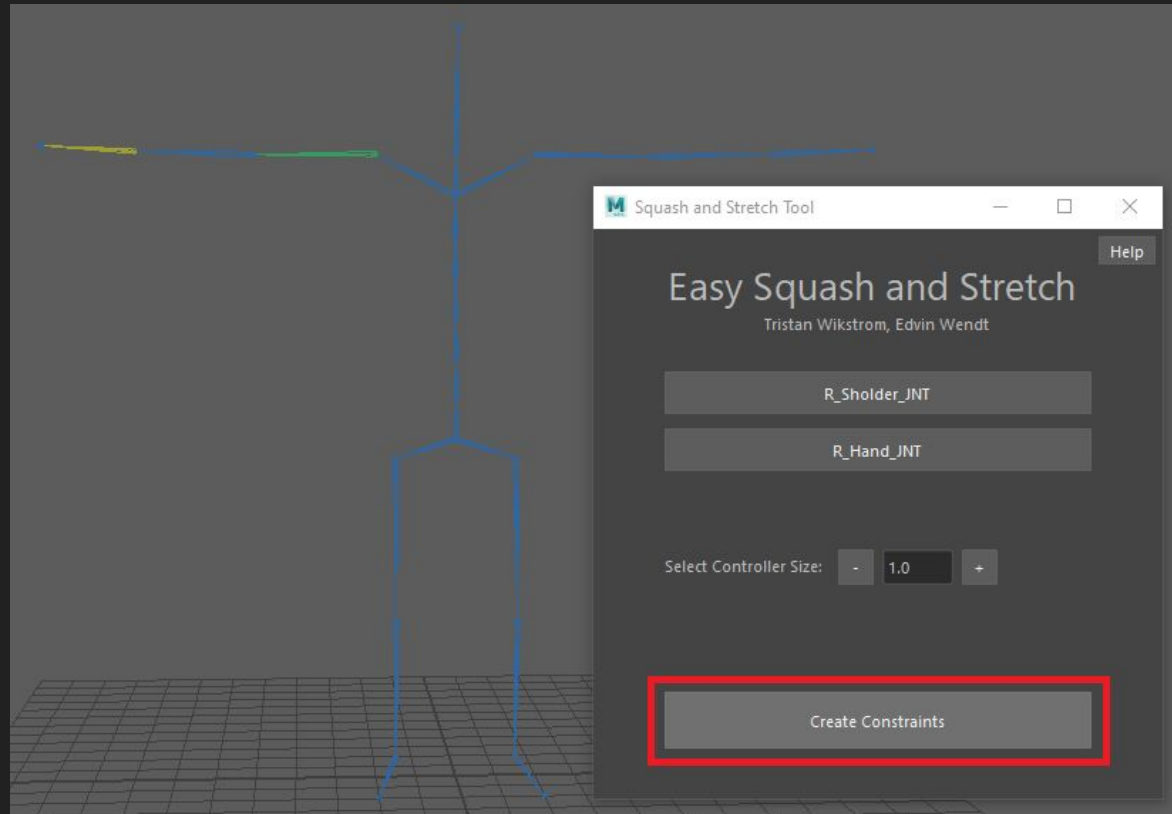 Squash and Stretch Tool
Help
Easy Squash and Stretch
Tristan Wikstrom, Edvin Wendt
R_Sholder_JNT
R_Hand_JNT
Select Controller Size: - 1.0 +
Create Constraints